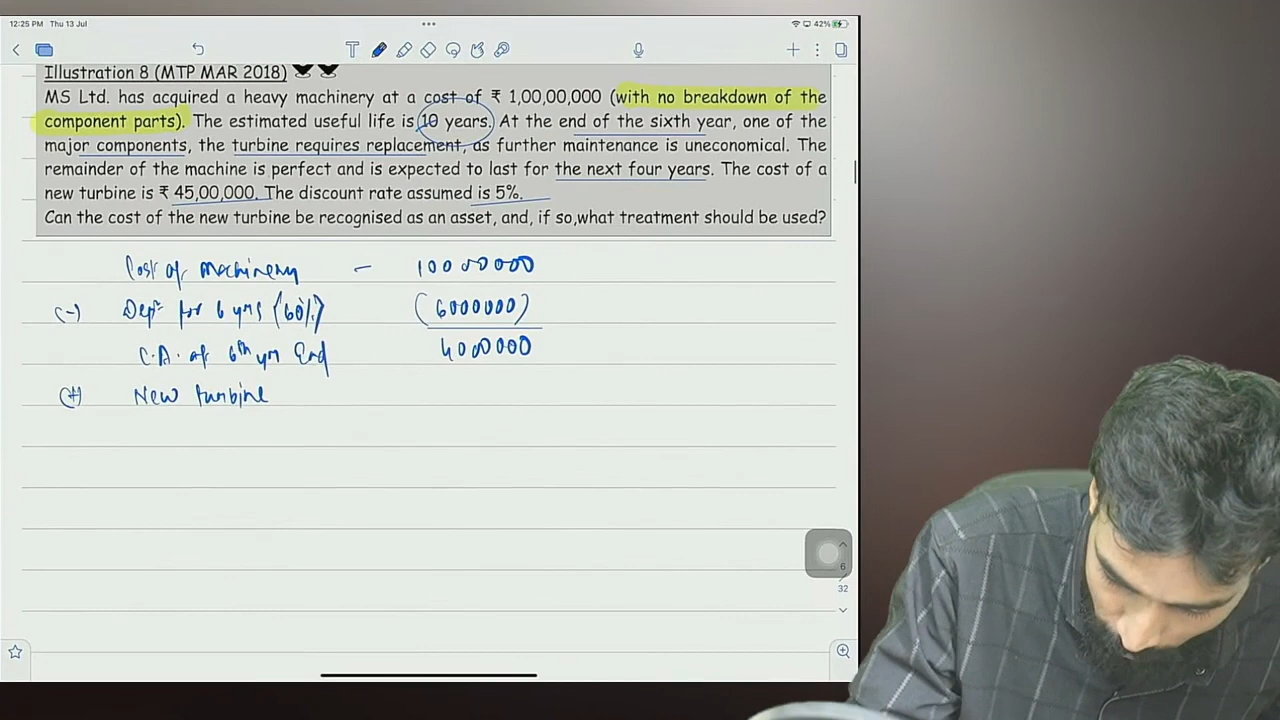 12:25 PM Thu 13 Jul
42%
Illustration 8 (MTP MAR 2018)
MS Ltd. has acquired a heavy machinery at a cost of ₹ 1,00,00,000 (with no breakdown of the
component parts). The estimated useful life is 10 years. At the end of the sixth year, one of the
major components, the turbine requires replacement, as further maintenance is uneconomical. The
remainder of the machine is perfect and is expected to last for the next four years. The cost of a
new turbine is ₹ 45,00,000. The discount rate assumed is 5%.
Can the cost of the new turbine be recognised as an asset, and, if so,what treatment should be used?
Cost of machinery – 10000000
(-) Depn for 6 yrs (60%) (6000000)
C.A. of 6th yr End 4000000
(+) New turbine
6
32